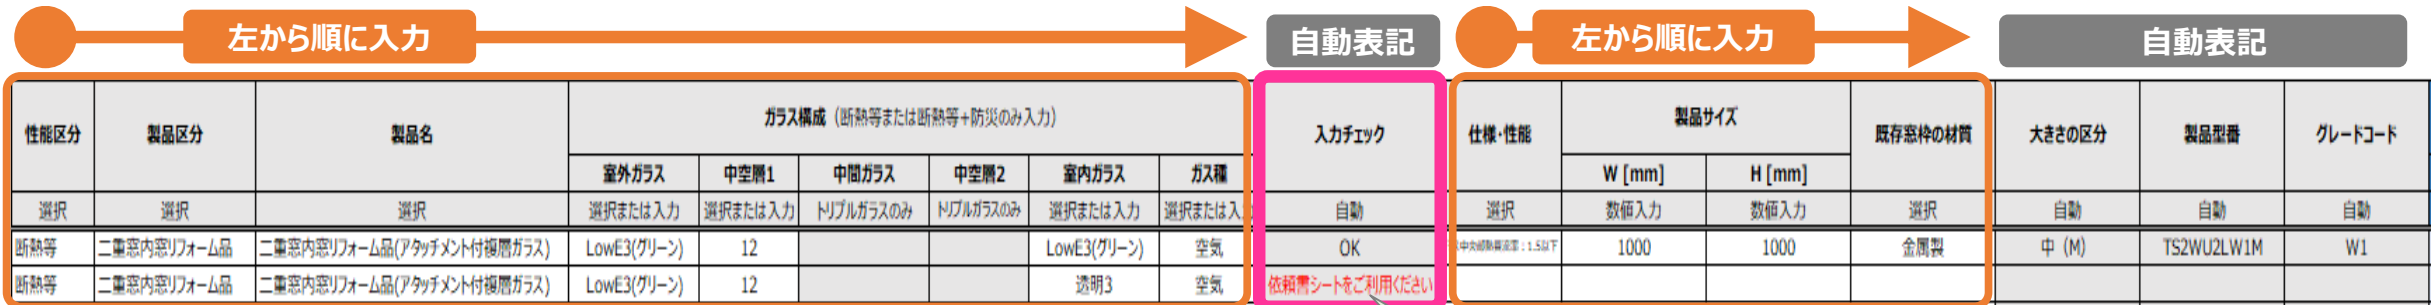 左から順に入力 自動表記 左から順に入力 自動表記
性能区分 製品区分 製品名 ガラス構成（断熱等または断熱等+防災のみ入力） 入力チェック 仕様・性能 製品サイズ 既存窓枠の材質 大きさの区分 製品型番 グレードコード
室外ガラス 中空層1 中間ガラス 中空層2 室内ガラス ガス種 W [mm] H [mm]
選択 選択 選択 選択または入力 選択または入力 トリプルガラスのみ トリプルガラスのみ 選択または入力 選択または入 自動 選択 数値入力 数値入力 選択 自動 自動 自動
断熱等 二重窓内窓リフォーム品 二重窓内窓リフォーム品(アタッチメント付複層ガラス) LowE3(グリーン) 12 LowE3(グリーン) 空気 OK 中央部熱貫流率：1.5以下 1000 1000 金属製 中（M） TS2WU2LW1M W1
断熱等 二重窓内窓リフォーム品 二重窓内窓リフォーム品(アタッチメント付複層ガラス) LowE3(グリーン) 12 透明3 空気 依頼書シートをご利用ください